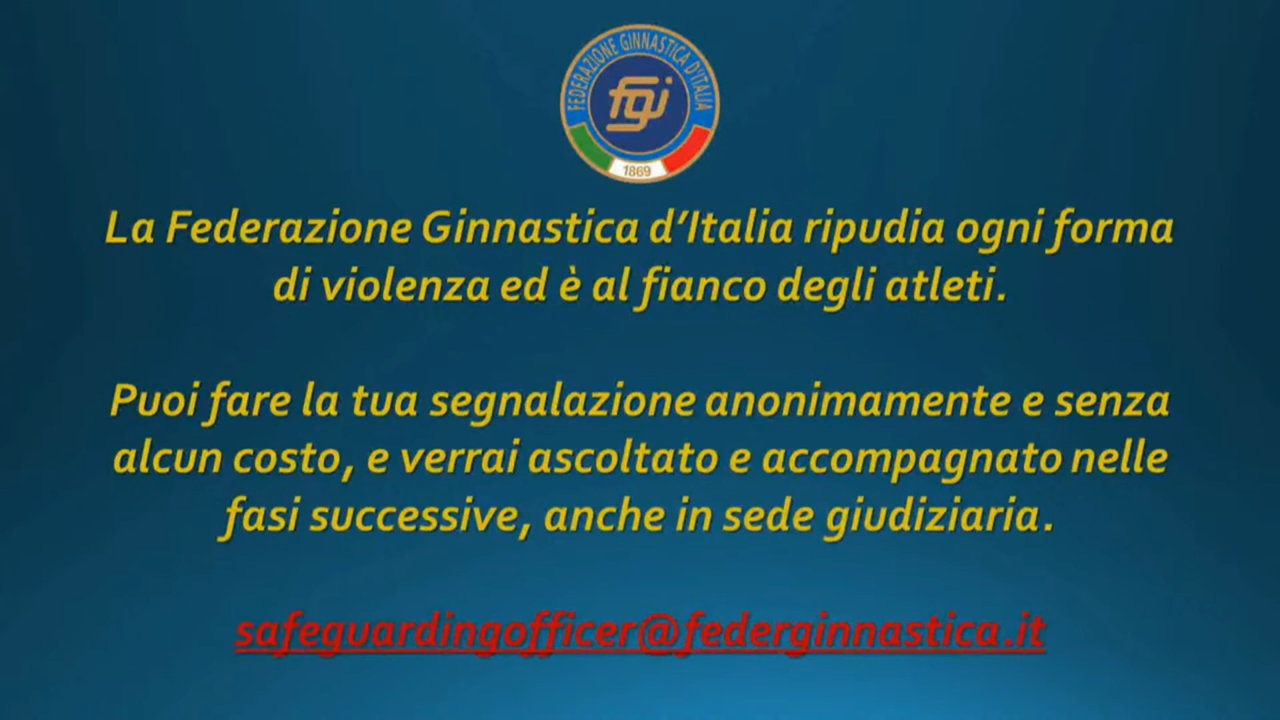 FEDERAZIONE GINNASTICA D'ITALIA
fgi
1869
La Federazione Ginnastica d’Italia ripudia ogni forma
di violenza ed è al fianco degli atleti.
Puoi fare la tua segnalazione anonimamente e senza
alcun costo, e verrai ascoltato e accompagnato nelle
fasi successive, anche in sede giudiziaria.
safeguardingofficer@federginnastica.it